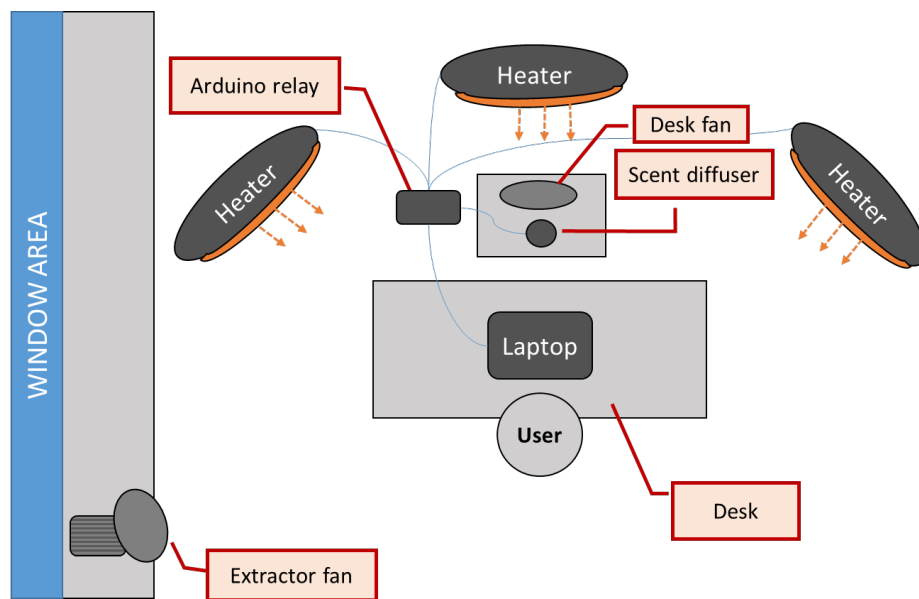 Heater
Arduino relay
Desk fan
Scent diffuser
Heater
Heater
WINDOW AREA
Laptop
User
Desk
Extractor fan